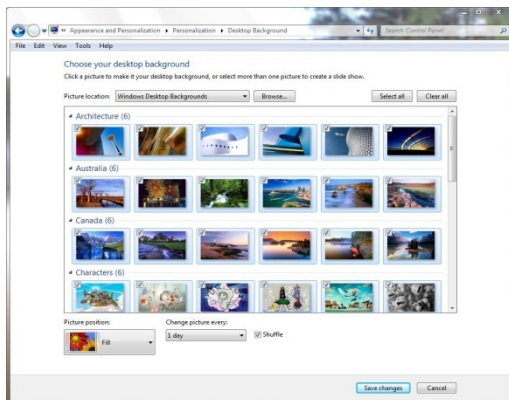 « Appearance and Personalization ▸ Personalization ▸ Desktop Background
Search Control Panel
File Edit View Tools Help
Choose your desktop background
Click a picture to make it your desktop background, or select more than one picture to create a slide show.
Picture location: Windows Desktop Backgrounds Browse... Select all Clear all
Architecture (6)
Australia (6)
Canada (6)
Characters (6)
Picture position: Change picture every:
Fill 1 day Shuffle
Save changes Cancel